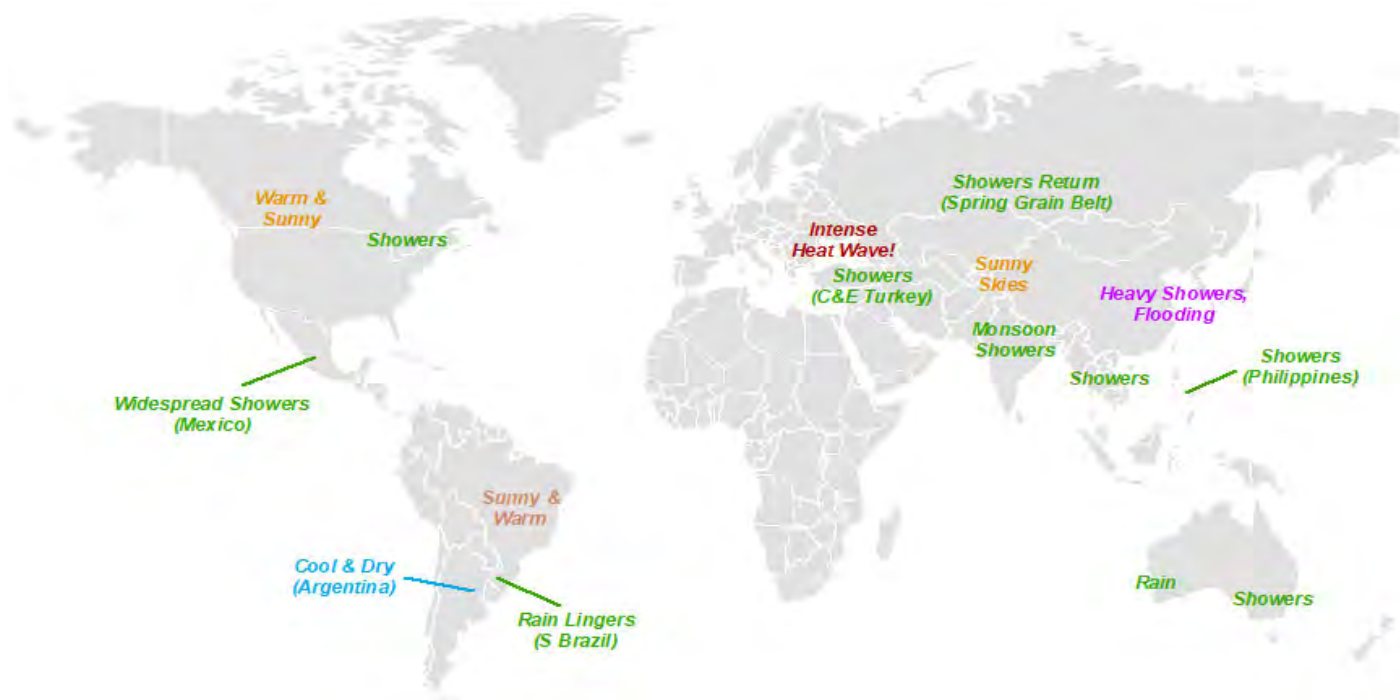 Warm &
Sunny
Showers
Widespread Showers
(Mexico)
Sunny &
Warm
Cool & Dry
(Argentina)
Rain Lingers
(S Brazil)
Showers Return
(Spring Grain Belt)
Intense
Heat Wave!
Showers
(C&E Turkey)
Sunny
Skies
Heavy Showers,
Flooding
Monsoon
Showers
Showers
Showers
(Philippines)
Rain
Showers